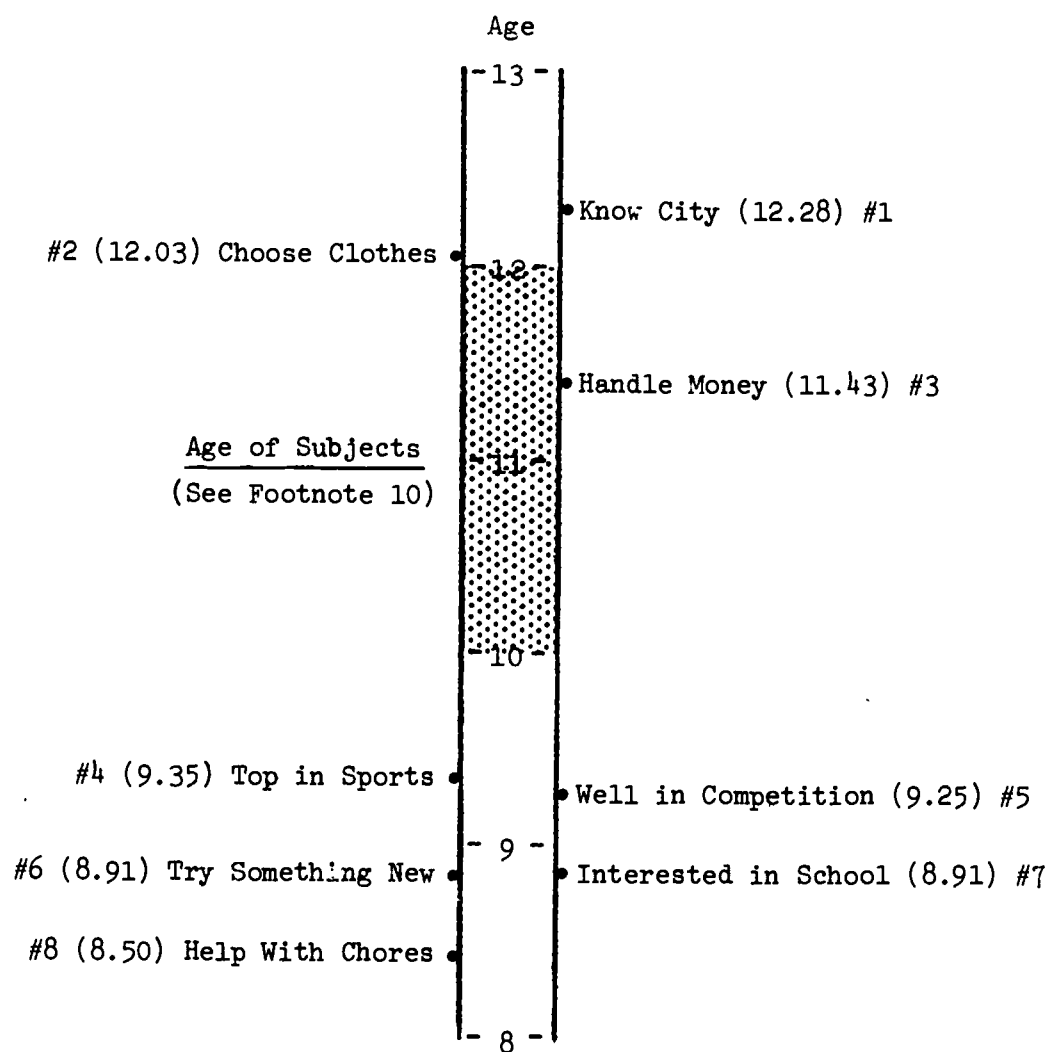 Age
13
Know City (12.28) #1
#2 (12.03) Choose Clothes
12
Handle Money (11.43) #3
Age of Subjects
11
(See Footnote 10)
10
#4 (9.35) Top in Sports
Well in Competition (9.25) #5
9
#6 (8.91) Try Something New
Interested in School (8.91) #7
#8 (8.50) Help With Chores
8